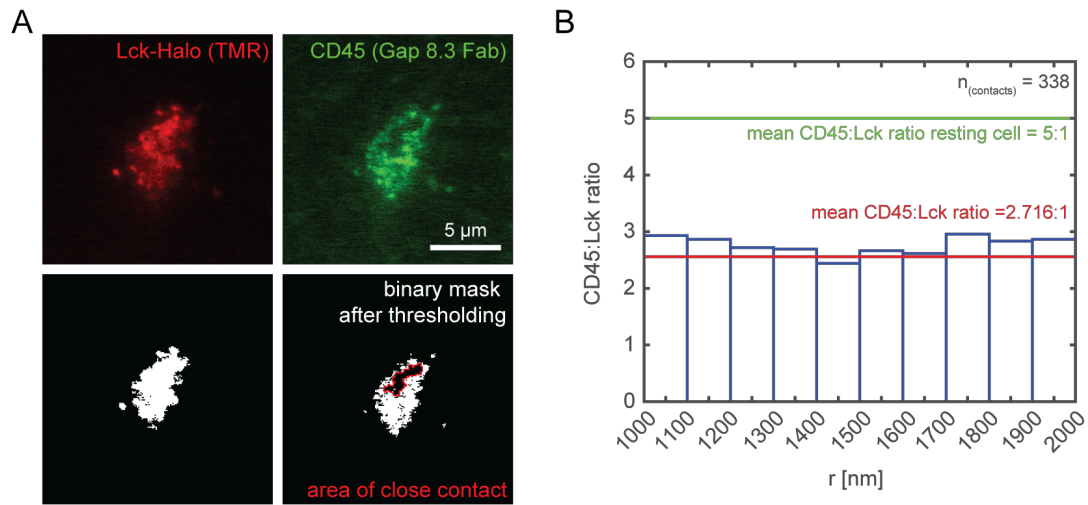 A
Lck-Halo (TMR)
CD45 (Gap 8.3 Fab)
5 µm
binary mask
after thresholding
area of close contact
B
6
5
4
3
2
1
0
CD45:Lck ratio
n(contacts) = 338
mean CD45:Lck ratio resting cell = 5:1
mean CD45:Lck ratio =2.716:1
1000
1100
1200
1300
1400
1500
1600
1700
1800
1900
2000
r [nm]